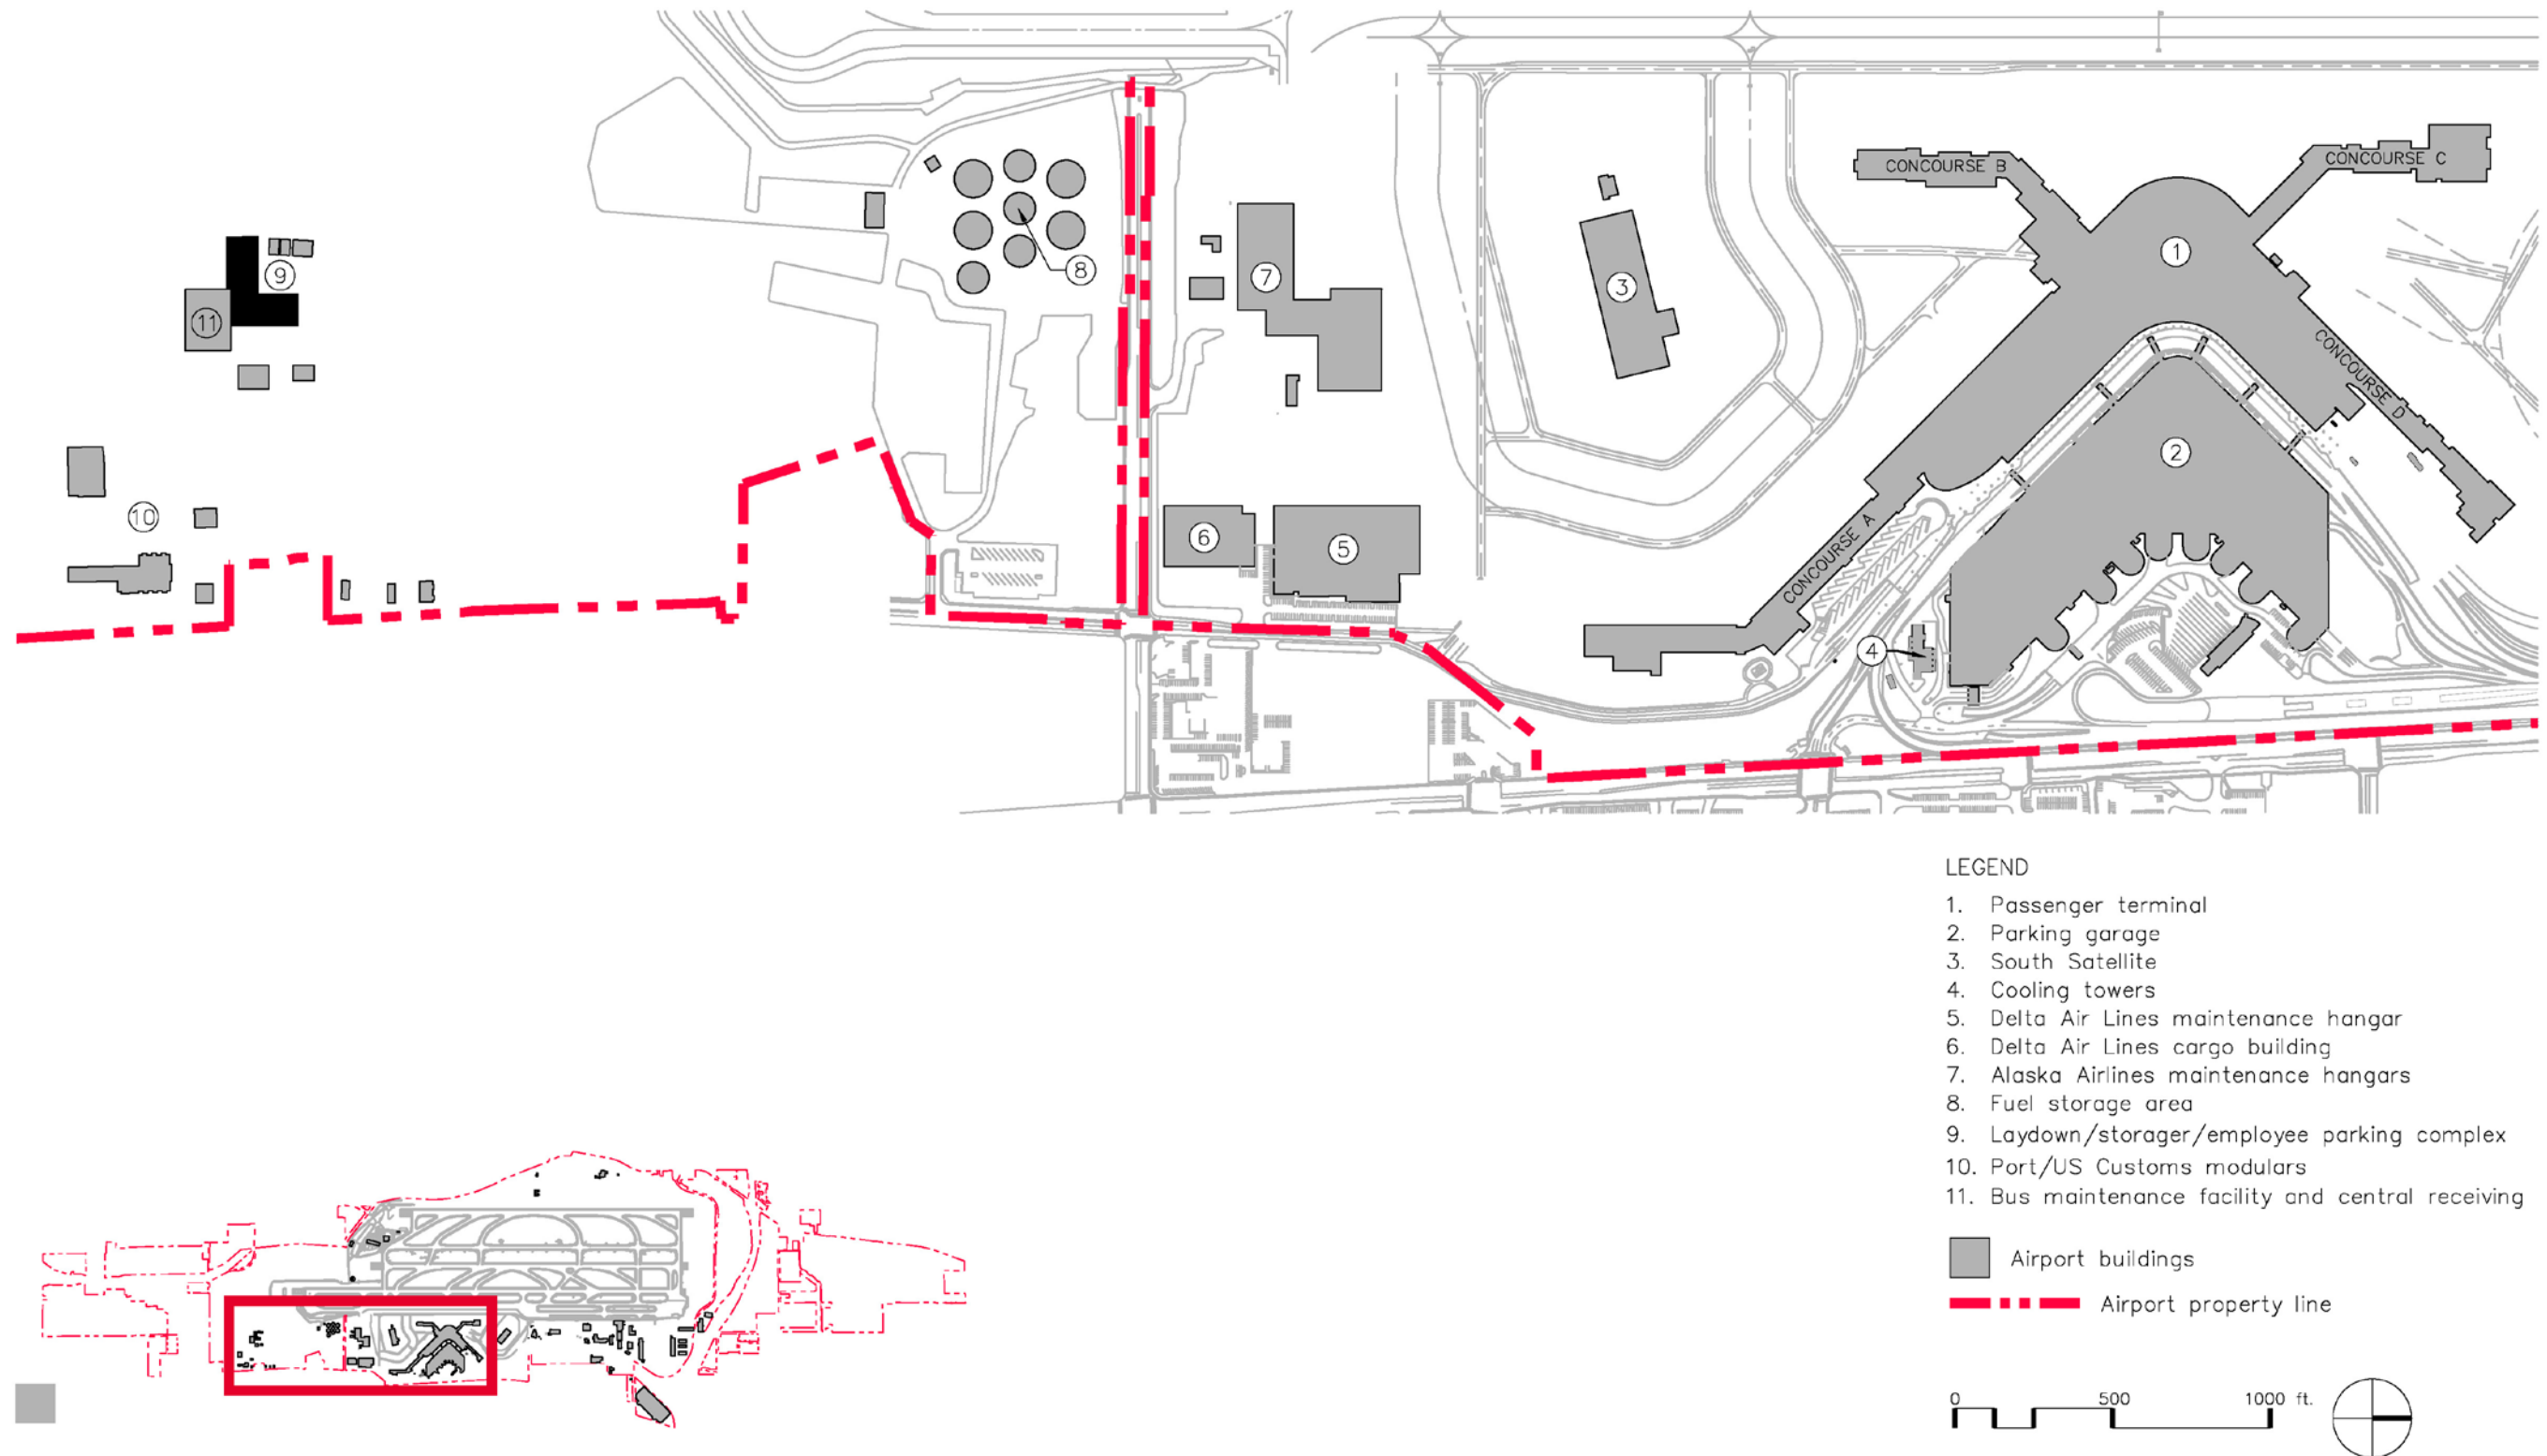 CONCOURSE B
CONCOURSE C
1
9
8
7
3
11
CONCOURSE D
2
10
6
5
CONCOURSE A
4
LEGEND
1. Passenger terminal
2. Parking garage
3. South Satellite
4. Cooling towers
5. Delta Air Lines maintenance hangar
6. Delta Air Lines cargo building
7. Alaska Airlines maintenance hangars
8. Fuel storage area
9. Laydown/storager/employee parking complex
10. Port/US Customs modulars
11. Bus maintenance facility and central receiving
Airport buildings
Airport property line
0 500 1000 ft.